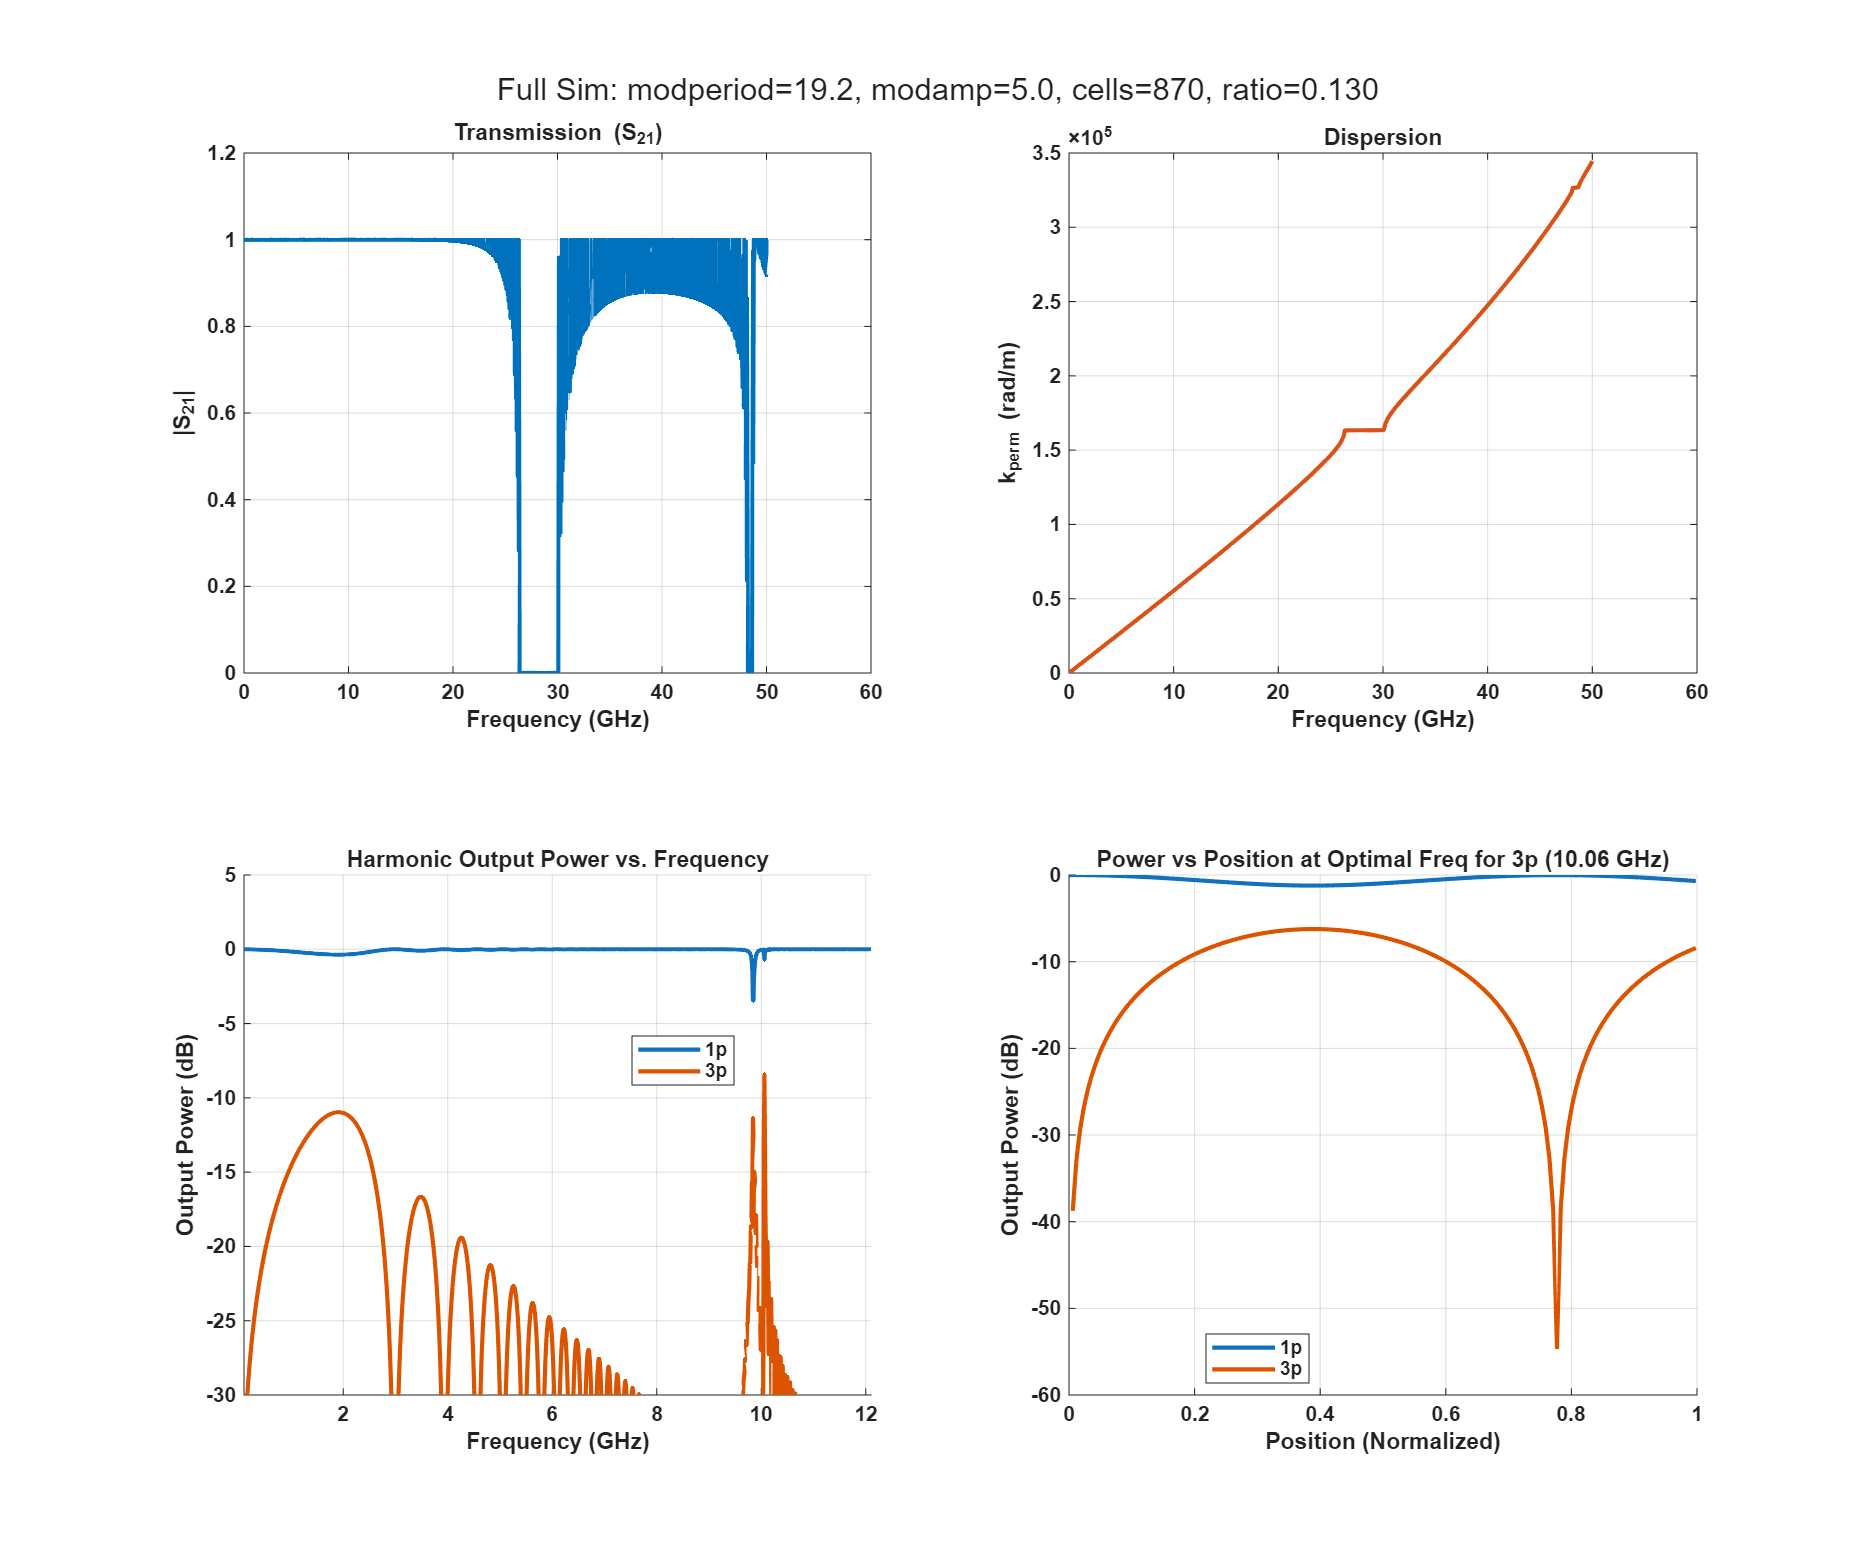 Full Sim: modperiod=19.2, modamp=5.0, cells=870, ratio=0.130
Transmission (S21)
1.2
1
0.8
0.6
0.4
0.2
0
|S21|
0 10 20 30 40 50 60
Frequency (GHz)
Dispersion
×10^5
3.5
3
2.5
2
1.5
1
0.5
0
kperm (rad/m)
0 10 20 30 40 50 60
Frequency (GHz)
Harmonic Output Power vs. Frequency
5
0
-5
-10
-15
-20
-25
-30
Output Power (dB)
1p
3p
2 4 6 8 10 12
Frequency (GHz)
Power vs Position at Optimal Freq for 3p (10.06 GHz)
0
-10
-20
-30
-40
-50
-60
Output Power (dB)
1p
3p
0 0.2 0.4 0.6 0.8 1
Position (Normalized)